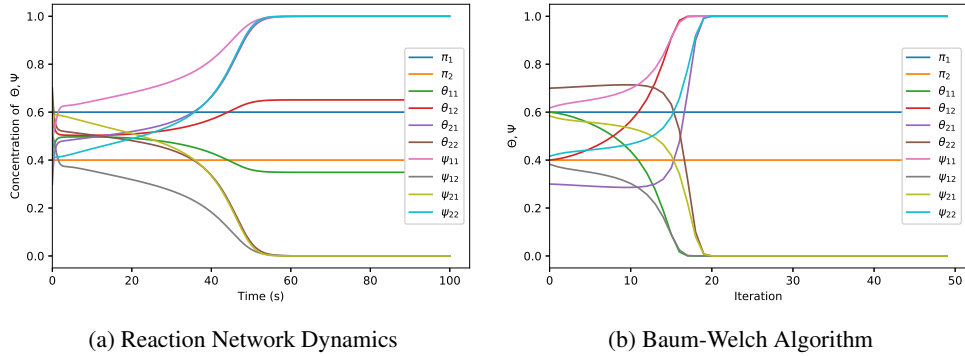 1.0
0.8
0.6
0.4
0.2
0.0
Concentration of Θ, Ψ
0 20 40 60 80 100
Time (s)
π1
π2
θ11
θ12
θ21
θ22
ψ11
ψ12
ψ21
ψ22
(a) Reaction Network Dynamics
1.0
0.8
0.6
0.4
0.2
0.0
Θ, Ψ
0 10 20 30 40 50
Iteration
π1
π2
θ11
θ12
θ21
θ22
ψ11
ψ12
ψ21
ψ22
(b) Baum-Welch Algorithm